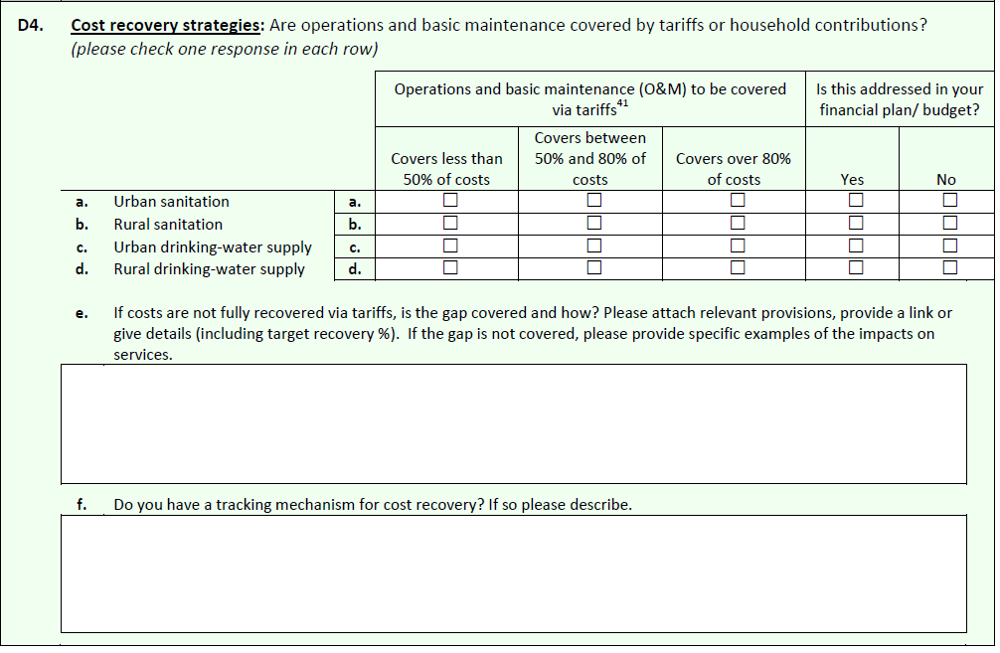 D4. Cost recovery strategies: Are operations and basic maintenance covered by tariffs or household contributions?
(please check one response in each row)
Operations and basic maintenance (O&M) to be covered
via tariffs41
Is this addressed in your
financial plan/ budget?
Covers less than
50% of costs
Covers between
50% and 80% of
costs
Covers over 80%
of costs
Yes
No
a. Urban sanitation a. ☐ ☐ ☐ ☐ ☐
b. Rural sanitation b. ☐ ☐ ☐ ☐ ☐
c. Urban drinking-water supply c. ☐ ☐ ☐ ☐ ☐
d. Rural drinking-water supply d. ☐ ☐ ☐ ☐ ☐
e. If costs are not fully recovered via tariffs, is the gap covered and how? Please attach relevant provisions, provide a link or
give details (including target recovery %). If the gap is not covered, please provide specific examples of the impacts on
services.
f. Do you have a tracking mechanism for cost recovery? If so please describe.